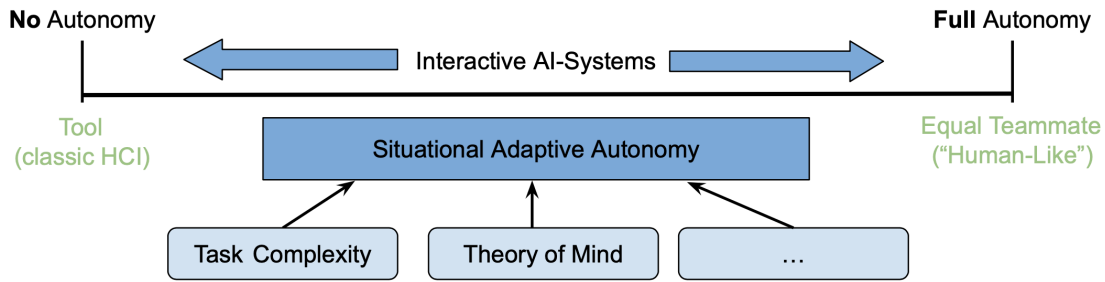 No Autonomy
Full Autonomy
Interactive AI-Systems
Tool
(classic HCI)
Equal Teammate
(“Human-Like”)
Situational Adaptive Autonomy
Task Complexity
Theory of Mind
…